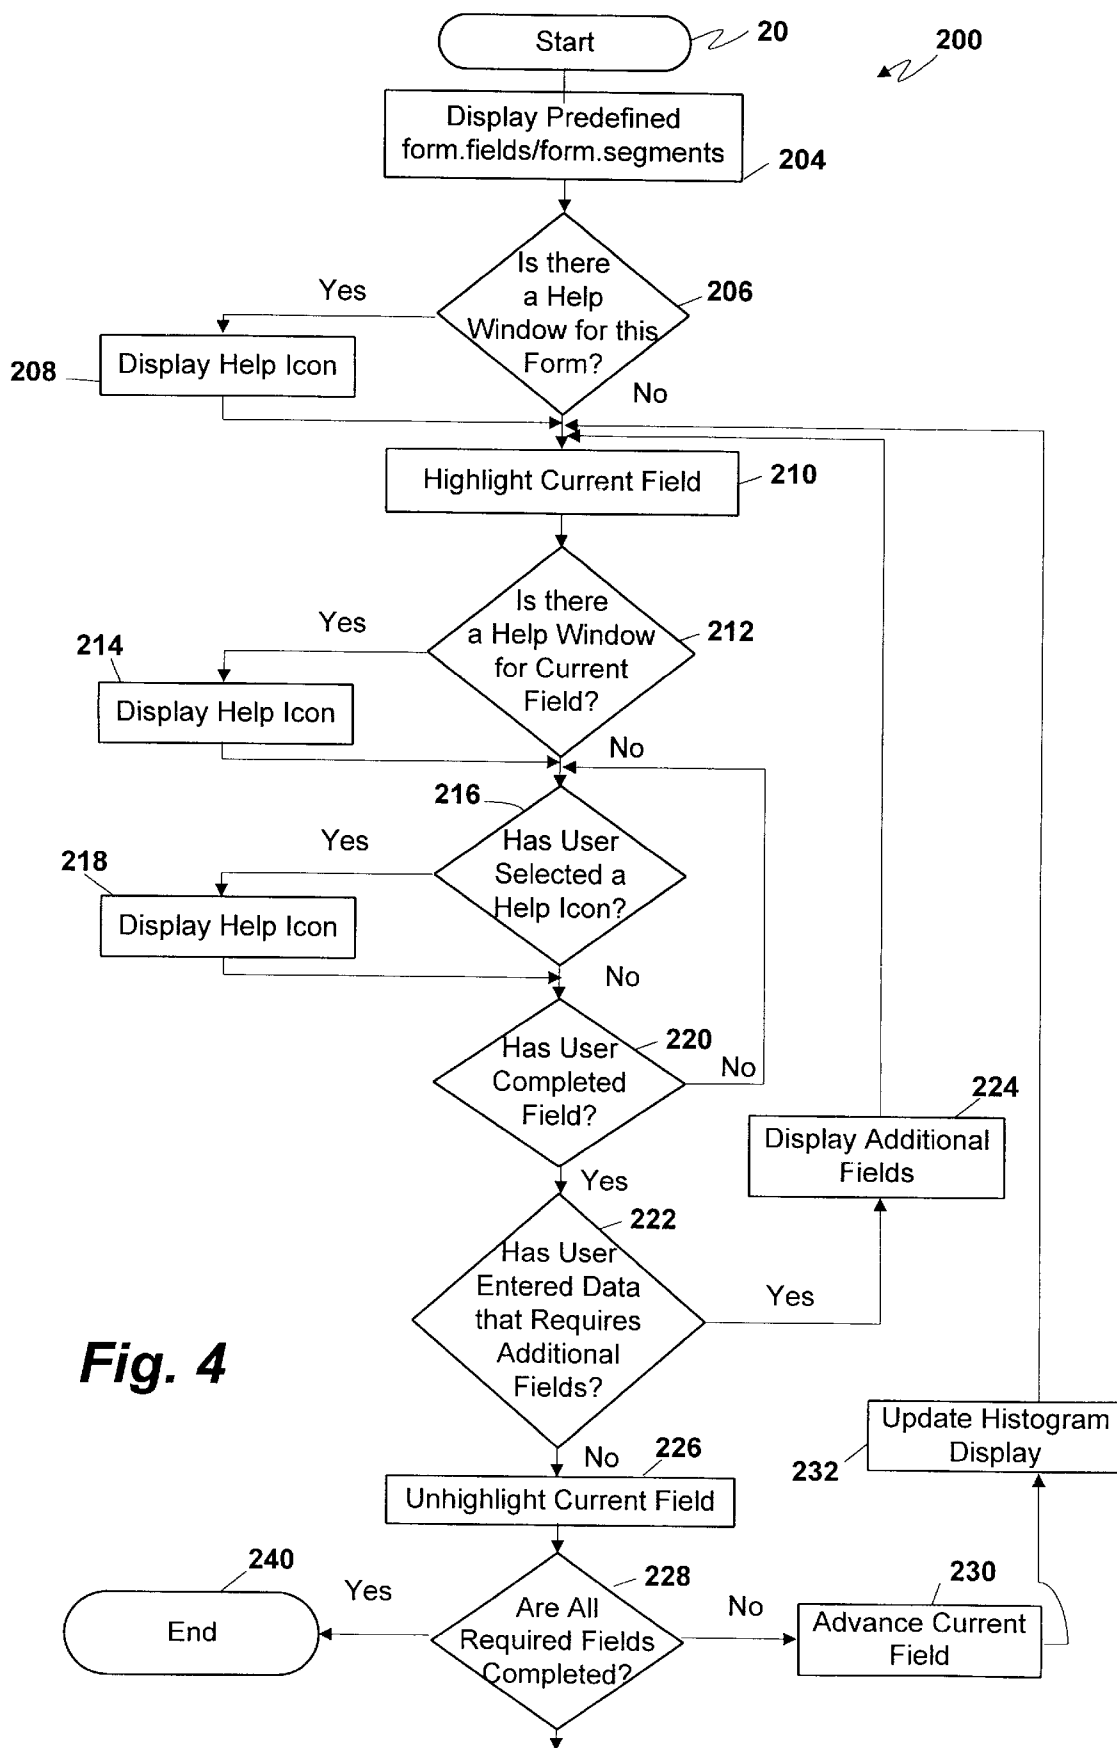 Start
20
200
Display Predefined
form.fields/form.segments
204
Is there
a Help
Window for this
Form?
206
Yes
Display Help Icon
208
No
Highlight Current Field
210
Is there
a Help Window
for Current
Field?
212
Yes
214
Display Help Icon
No
216
Has User
Selected a
Help Icon?
Yes
218
Display Help Icon
No
Has User
Completed
Field?
220
No
224
Display Additional
Fields
Yes
222
Has User
Entered Data
that Requires
Additional
Fields?
Yes
Fig. 4
Update Histogram
Display
232
No
226
Unhighlight Current Field
240
End
Yes
Are All
Required Fields
Completed?
228
No
230
Advance Current
Field